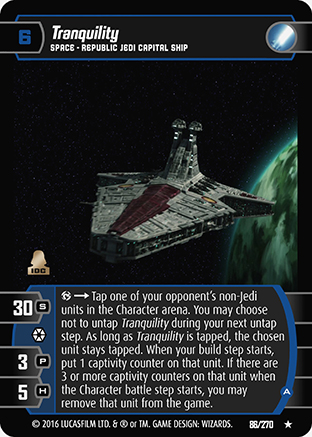 6
Tranquility
SPACE - REPUBLIC JEDI CAPITAL SHIP
IDC
30 S
3 P
5 H
Tap one of your opponent's non-Jedi
units in the Character arena. You may choose
not to untap Tranquility during your next untap
step. As long as Tranquility is tapped, the chosen
unit stays tapped. When your build step starts,
put 1 captivity counter on that unit. If there are
3 or more captivity counters on that unit when
the Character battle step starts, you may
remove that unit from the game.
A
© 2016 LUCASFILM LTD. & ® OR TM. GAME DESIGN: WIZARDS.
88/270